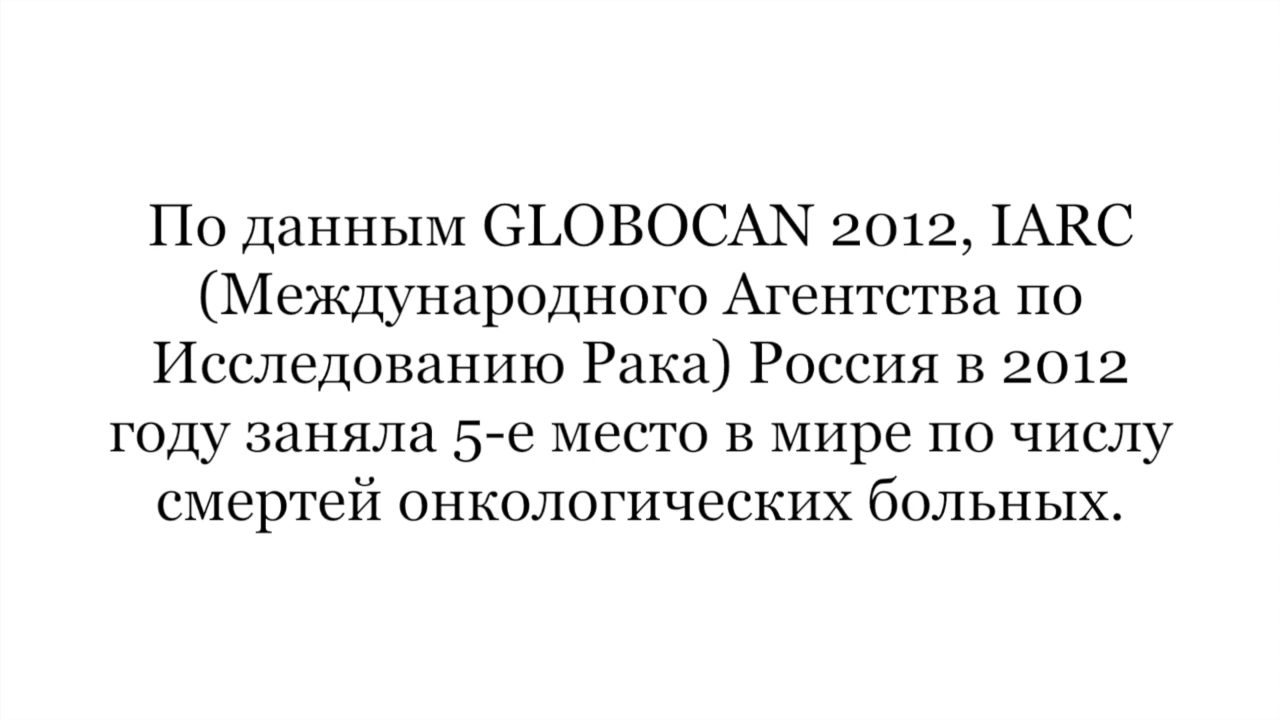 По данным GLOBOCAN 2012, IARC
(Международного Агентства по
Исследованию Рака) Россия в 2012
году заняла 5-е место в мире по числу
смертей онкологических больных.